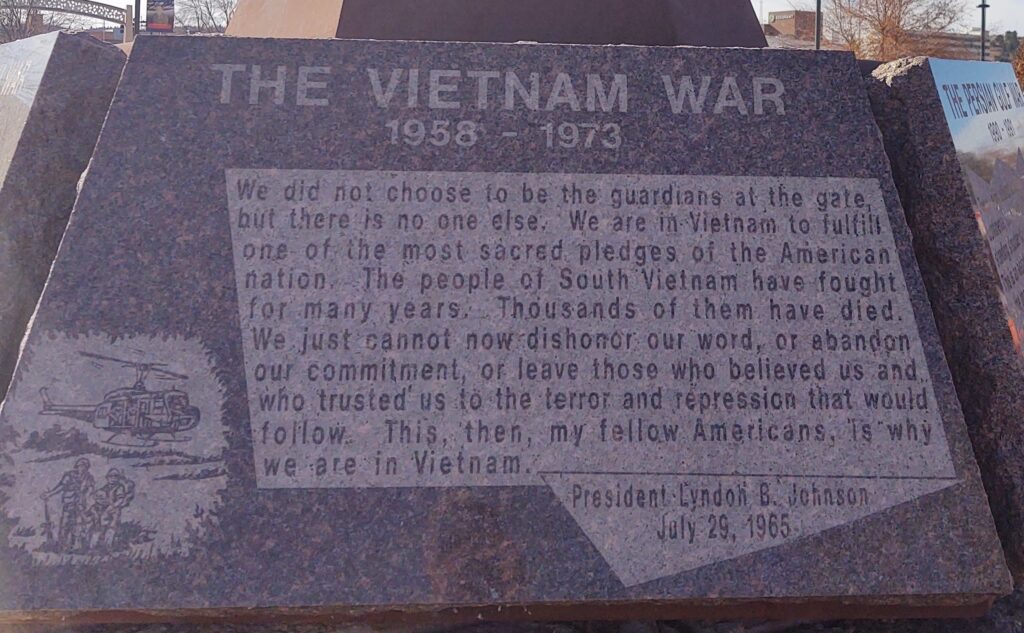 THE VIETNAM WAR
1958 - 1973
We did not choose to be the guardians at the gate,
but there is no one else. We are in Vietnam to fulfill
one of the most sacred pledges of the American
nation. The people of South Vietnam have fought
for many years. Thousands of them have died.
We just cannot now dishonor our word, or abandon
our commitment, or leave those who believed us and
who trusted us to the terror and repression that would
follow. This, then, my fellow Americans, is why
we are in Vietnam.
President Lyndon B. Johnson
July 29, 1965
THE PERSIAN GULF WAR
1990 - 1991